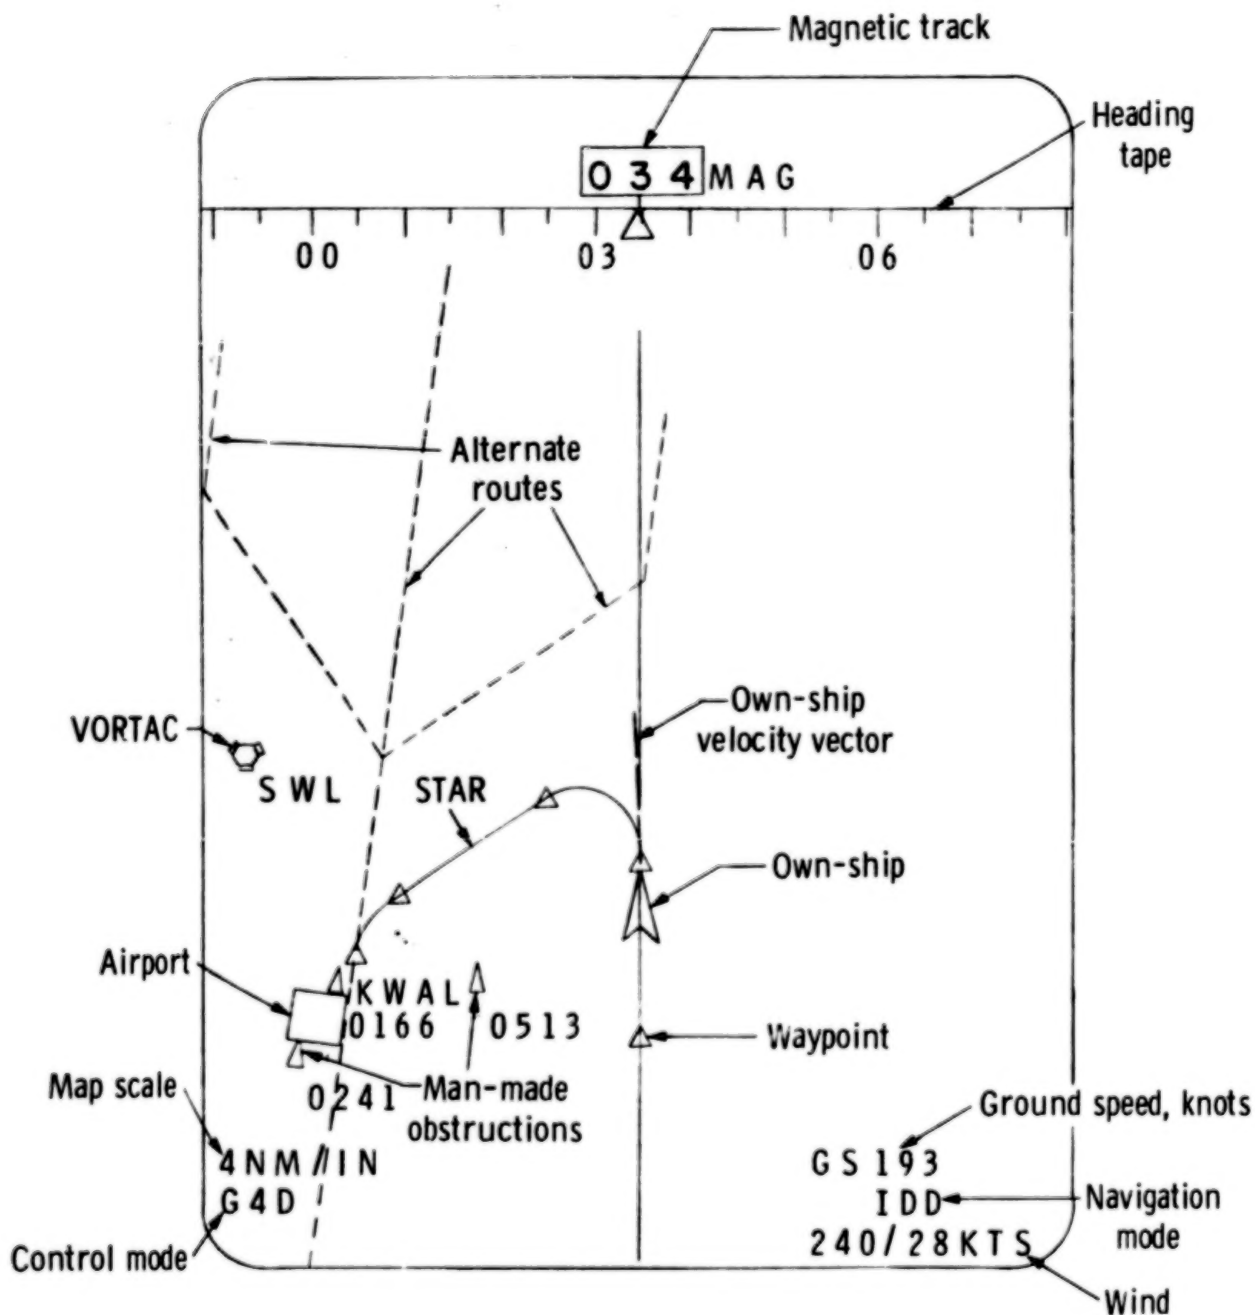 Magnetic track
Heading
tape
034 MAG
00 03 06
Alternate
routes
VORTAC
SWL
Own-ship
velocity vector
STAR
Own-ship
Airport
KWAL
0166 0513
Waypoint
Map scale
0241
Man-made
obstructions
Ground speed, knots
4NM/IN
GS 193
G4D
IDD
Navigation
mode
Control mode
240/28KTS
Wind